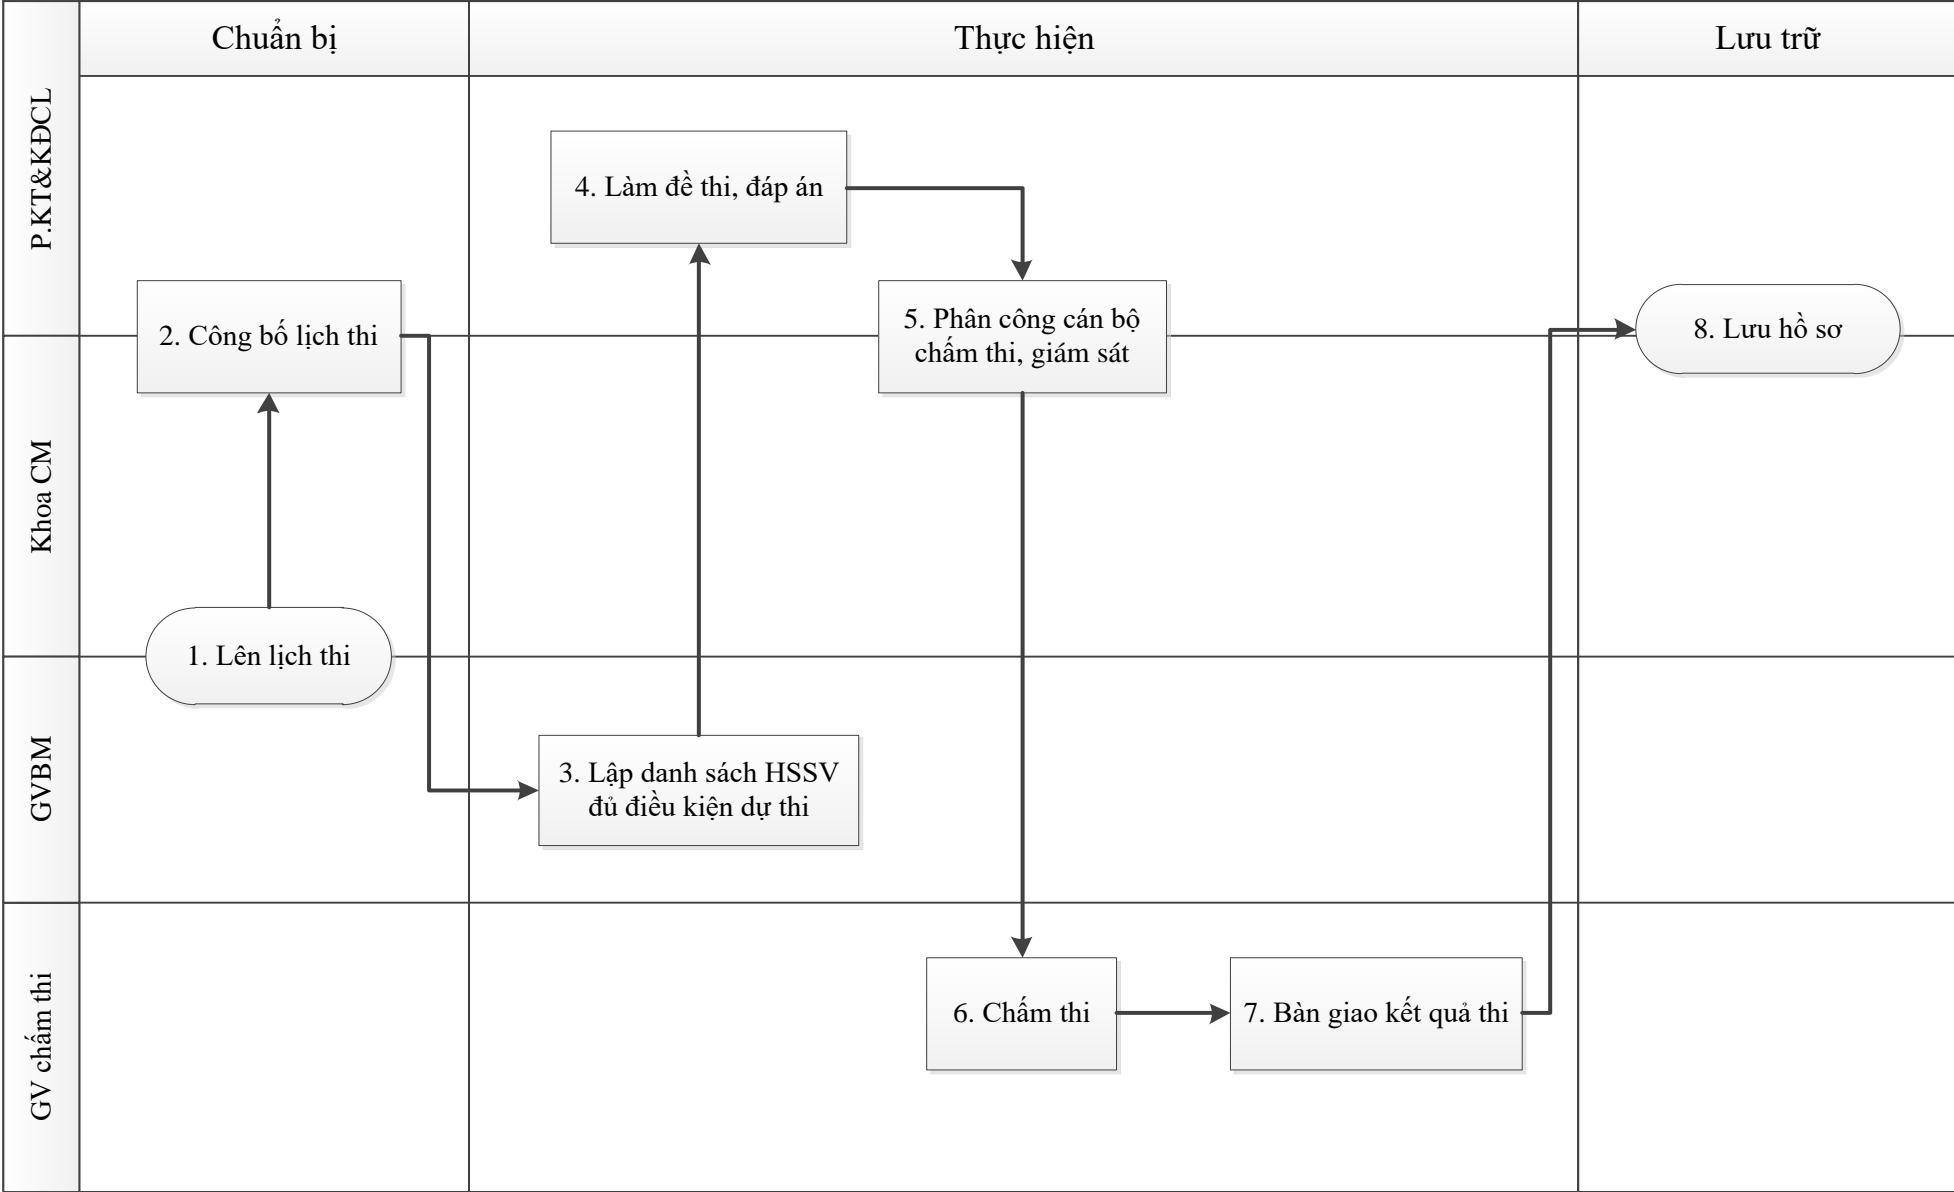 Chuẩn bị
Thực hiện
Lưu trữ
P.KT&KĐCL
Khoa CM
GVBM
GV chấm thi
1. Lên lịch thi
2. Công bố lịch thi
3. Lập danh sách HSSV
đủ điều kiện dự thi
4. Làm đề thi, đáp án
5. Phân công cán bộ
chấm thi, giám sát
6. Chấm thi
7. Bàn giao kết quả thi
8. Lưu hồ sơ